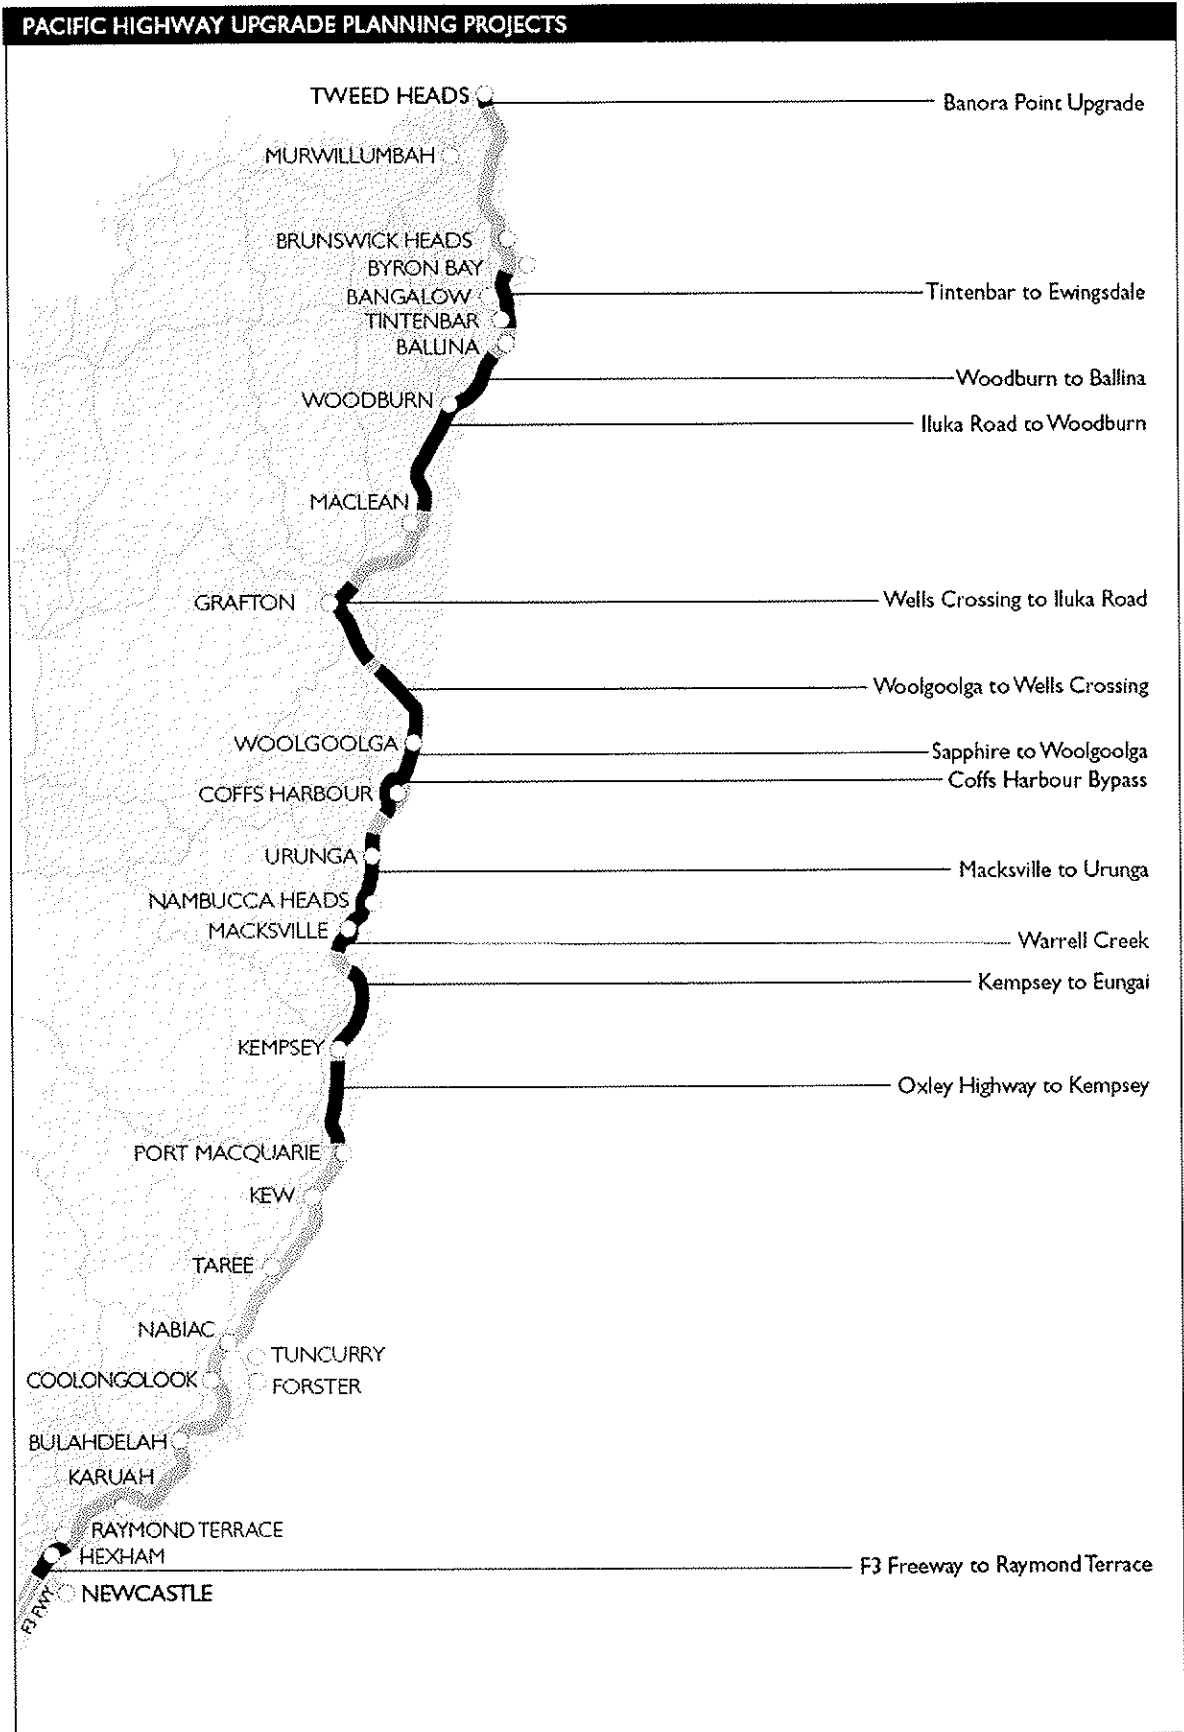 PACIFIC HIGHWAY UPGRADE PLANNING PROJECTS
TWEED HEADS
Banora Point Upgrade
MURWILLUMBAH
BRUNSWICK HEADS
BYRON BAY
BANGALOW
Tintenbar to Ewingsdale
TINTENBAR
BALLINA
Woodburn to Ballina
WOODBURN
Iluka Road to Woodburn
MACLEAN
GRAFTON
Wells Crossing to Iluka Road
Woolgoolga to Wells Crossing
WOOLGOOLGA
Sapphire to Woolgoolga
Coffs Harbour Bypass
COFFS HARBOUR
URUNGA
Macksville to Urunga
NAMBUCCA HEADS
MACKSVILLE
Warrell Creek
Kempsey to Eungai
KEMPSEY
Oxley Highway to Kempsey
PORT MACQUARIE
KEW
TAREE
NABIAC
TUNCURRY
COOLONGOLOOK
FORSTER
BULAHDELAH
KARUAH
RAYMOND TERRACE
HEXHAM
F3 Freeway to Raymond Terrace
NEWCASTLE
F3 FWY